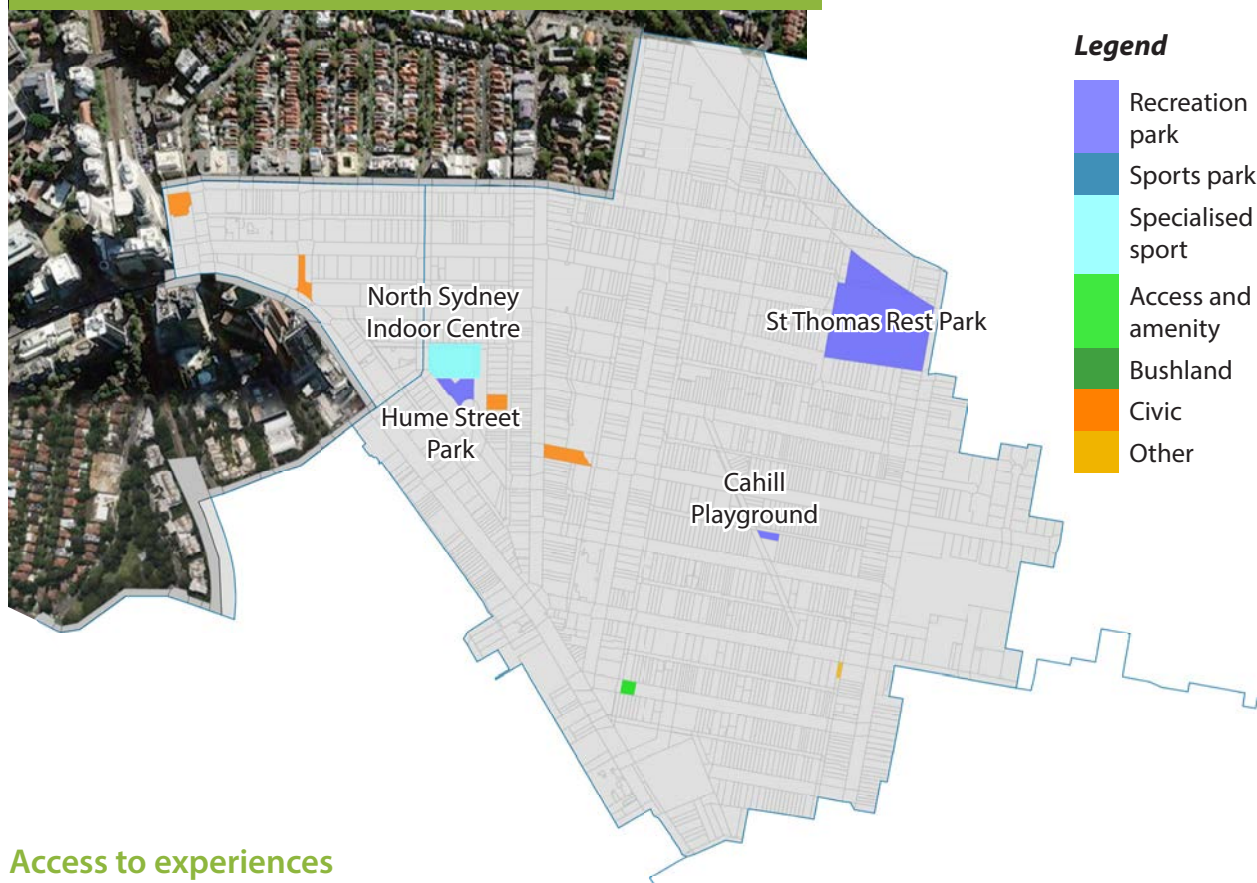 Legend
Recreation
park
Sports park
Specialised
sport
Access and
amenity
Bushland
Civic
Other
North Sydney
Indoor Centre
St Thomas Rest Park
Hume Street
Park
Cahill
Playground
Access to experiences